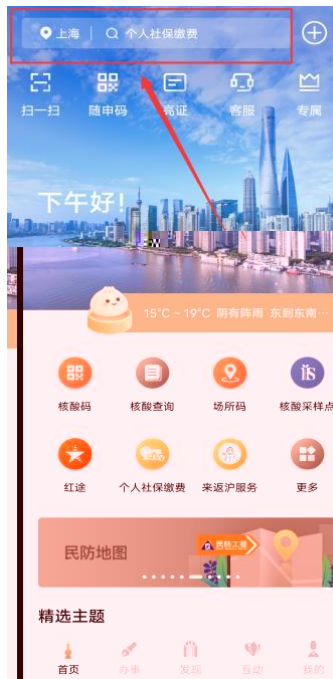 上海 个人社保缴费
扫一扫 随申码 亮证 客服 专属
下午好!
15°C ~ 19°C 阴有阵雨 东到东南…
核酸码 核酸查询 场所码 核酸采样点
红途 个人社保缴费 来返沪服务 更多
民防地图 民防工程
精选主题
首页 办事 发现 互动 我的